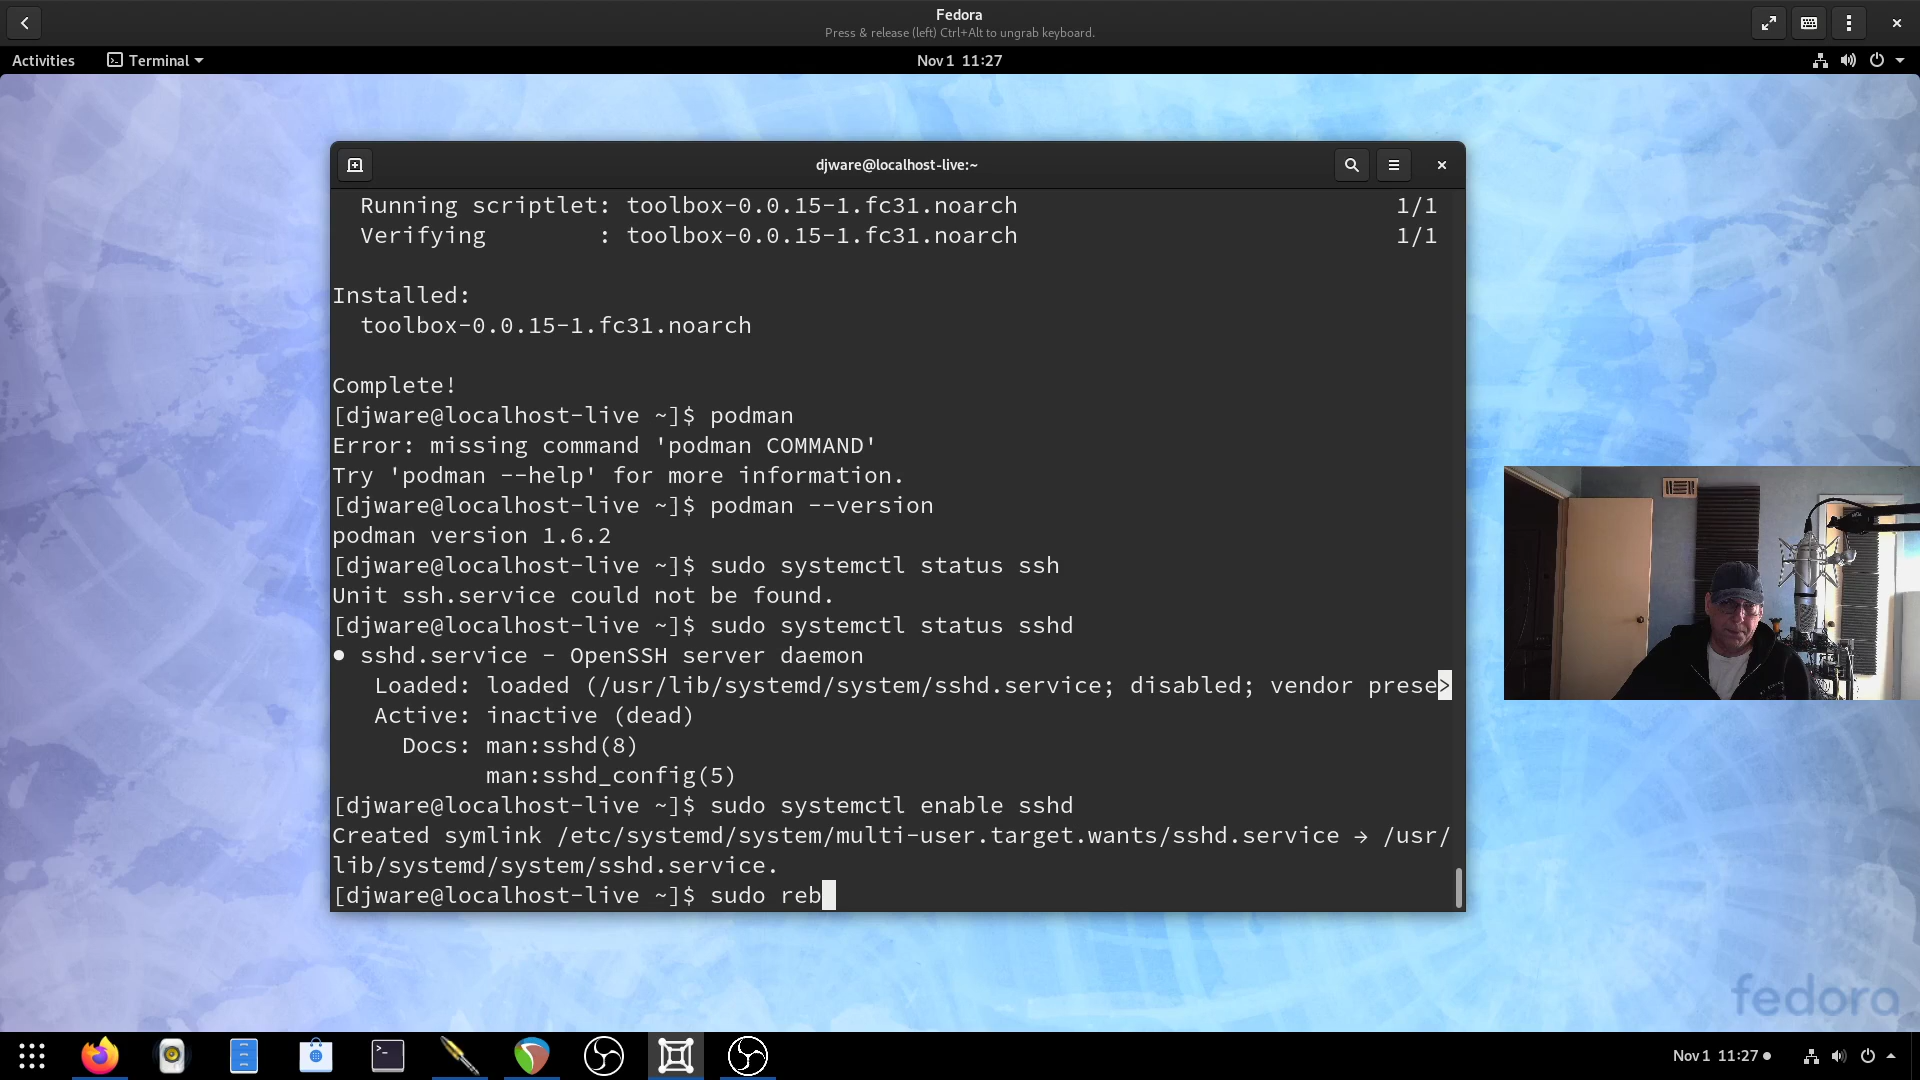 Fedora
Press & release (left) Ctrl+Alt to ungrab keyboard.
Activities
Terminal
Nov 1 11:27
djware@localhost-live:~
Running scriptlet: toolbox-0.0.15-1.fc31.noarch 1/1
Verifying : toolbox-0.0.15-1.fc31.noarch 1/1
Installed:
toolbox-0.0.15-1.fc31.noarch
Complete!
[djware@localhost-live ~]$ podman
Error: missing command 'podman COMMAND'
Try 'podman --help' for more information.
[djware@localhost-live ~]$ podman --version
podman version 1.6.2
[djware@localhost-live ~]$ sudo systemctl status ssh
Unit ssh.service could not be found.
[djware@localhost-live ~]$ sudo systemctl status sshd
● sshd.service - OpenSSH server daemon
Loaded: loaded (/usr/lib/systemd/system/sshd.service; disabled; vendor prese>
Active: inactive (dead)
Docs: man:sshd(8)
man:sshd_config(5)
[djware@localhost-live ~]$ sudo systemctl enable sshd
Created symlink /etc/systemd/system/multi-user.target.wants/sshd.service → /usr/
lib/systemd/system/sshd.service.
[djware@localhost-live ~]$ sudo reb
fedora
Nov 1 11:27